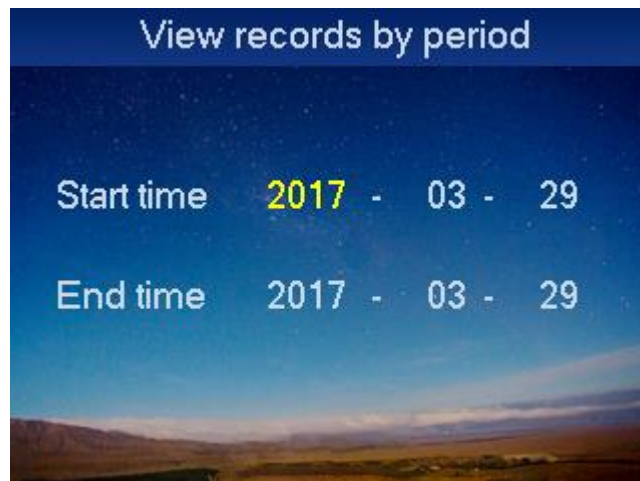 View records by period
Start time 2017 - 03 - 29
End time 2017 - 03 - 29